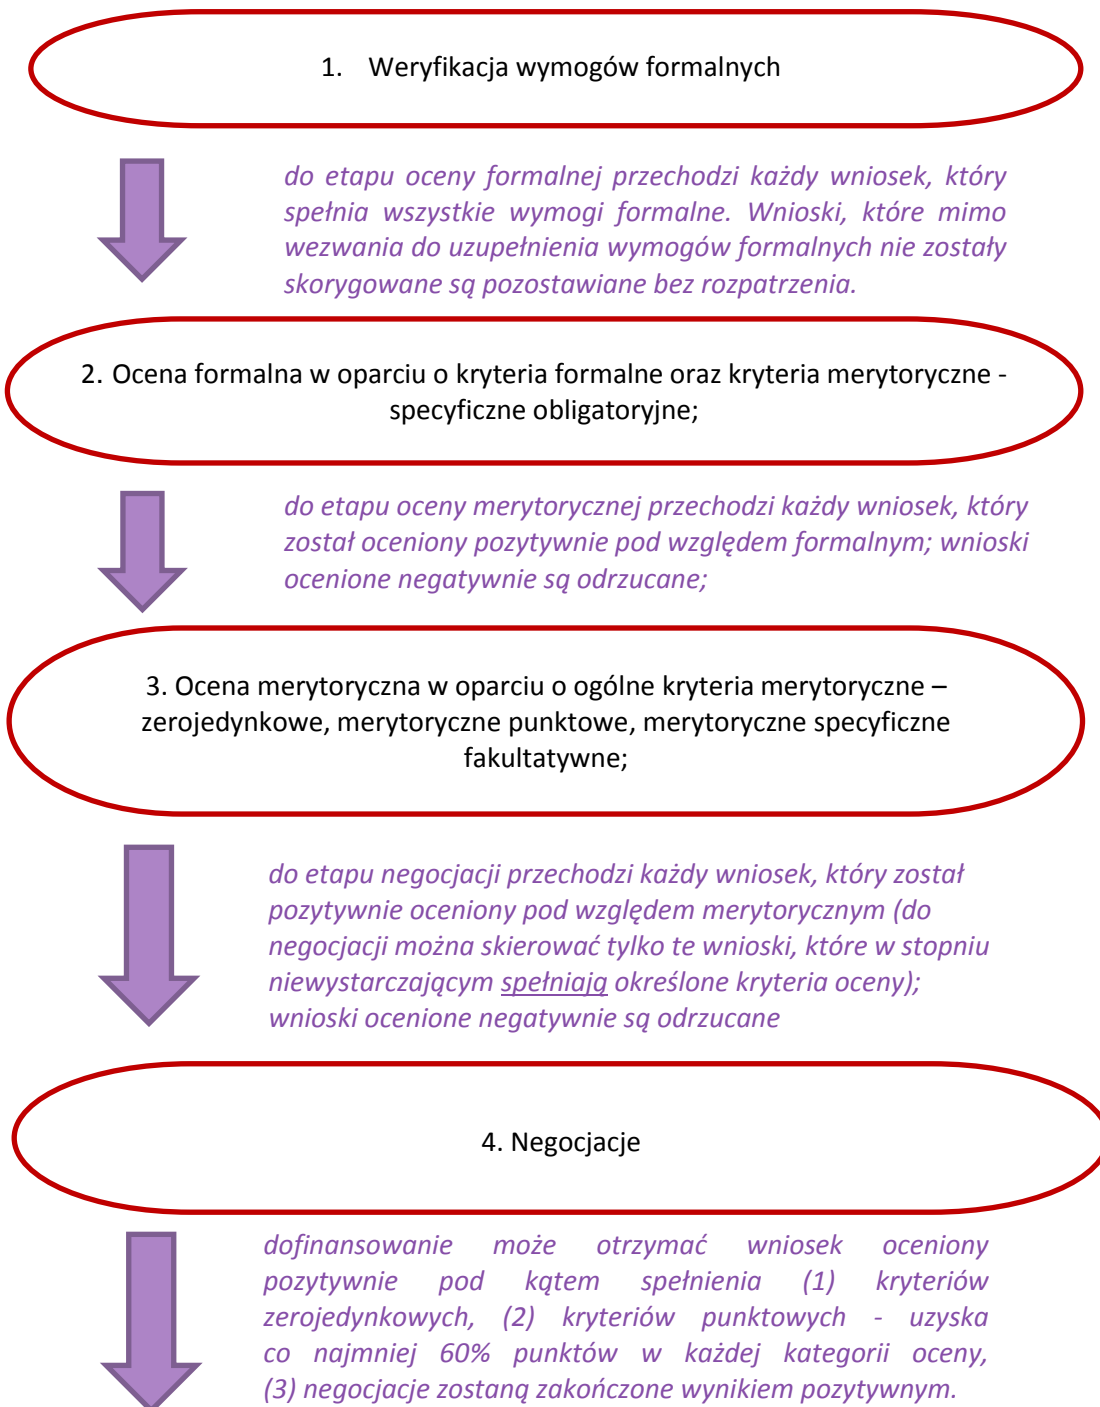 1. Weryfikacja wymogów formalnych
do etapu oceny formalnej przechodzi każdy wniosek, który
spełnia wszystkie wymogi formalne. Wnioski, które mimo
wezwania do uzupełnienia wymogów formalnych nie zostały
skorygowane są pozostawiane bez rozpatrzenia.
2. Ocena formalna w oparciu o kryteria formalne oraz kryteria merytoryczne -
specyficzne obligatoryjne;
do etapu oceny merytorycznej przechodzi każdy wniosek, który
został oceniony pozytywnie pod względem formalnym; wnioski
ocenione negatywnie są odrzucane;
3. Ocena merytoryczna w oparciu o ogólne kryteria merytoryczne –
zerojedynkowe, merytoryczne punktowe, merytoryczne specyficzne
fakultatywne;
do etapu negocjacji przechodzi każdy wniosek, który został
pozytywnie oceniony pod względem merytorycznym (do
negocjacji można skierować tylko te wnioski, które w stopniu
niewystarczającym spełniają określone kryteria oceny);
wnioski ocenione negatywnie są odrzucane
4. Negocjacje
dofinansowanie może otrzymać wniosek oceniony
pozytywnie pod kątem spełnienia (1) kryteriów
zerojedynkowych, (2) kryteriów punktowych - uzyska
co najmniej 60% punktów w każdej kategorii oceny,
(3) negocjacje zostaną zakończone wynikiem pozytywnym.